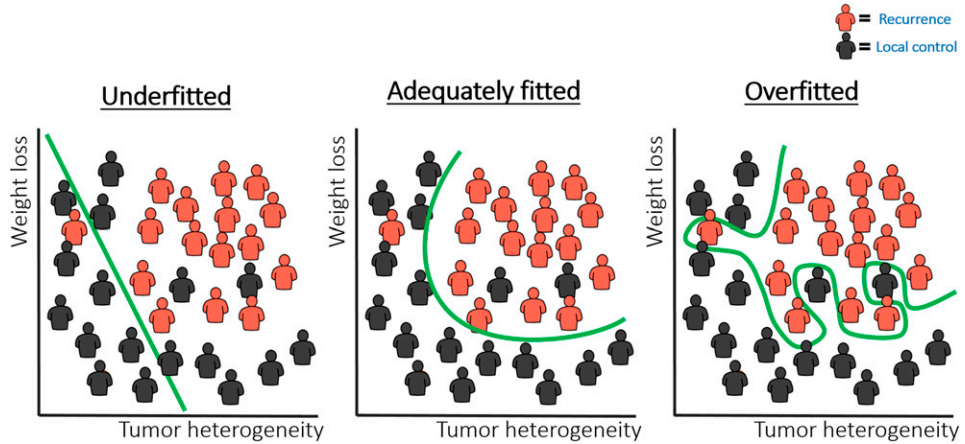 = Recurrence
= Local control
Underfitted
Adequately fitted
Overfitted
Weight loss
Weight loss
Weight loss
Tumor heterogeneity
Tumor heterogeneity
Tumor heterogeneity